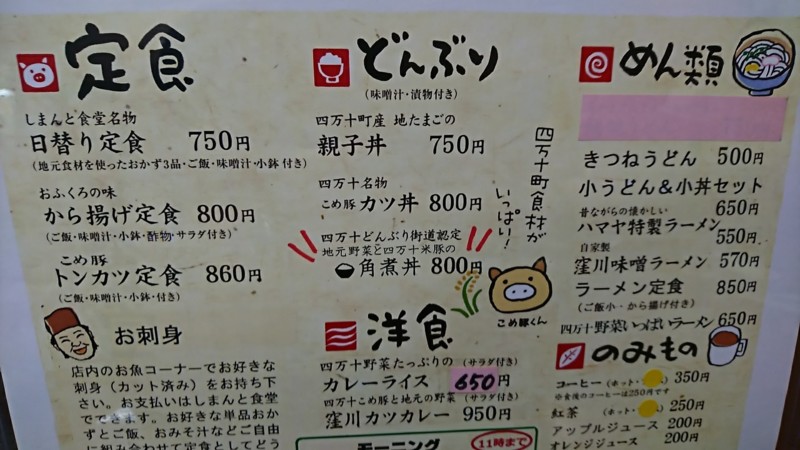 定食
しまんと食堂名物
日替り定食 750円
(地元食材を使ったおかず3品・ご飯・味噌汁・小鉢 付き)
おふくろの味
から揚げ定食 800円
(ご飯・味噌汁・小鉢・酢物・サラダ付き)
こめ豚
トンカツ定食 860円
(ご飯・味噌汁・小鉢・付き)
お刺身
店内のお魚コーナーでお好きな
刺身(カット済み)をお持ち下
さい。お支払いはしまんと食堂
でできます。お好きな単品おか
ずとご飯、おみそ汁などご自由
に組み合わせて定食としてどう
どんぶり
(味噌汁・漬物付き)
四万十町産 地たまごの
親子丼 750円
四万十名物
こめ豚 カツ丼 800円
四万十どんぶり街道認定
地元野菜と四万十米豚の
角煮丼 800円
四万十町食材が
いっぱい!
こめ豚くん
洋食
四万十野菜たっぷりの (サラダ付き)
カレーライス 650円
四万十こめ豚と地元の野菜 (サラダ付き)
窪川カツカレー 950円
モーニング 11時まで
めん類
きつねうどん 500円
小うどん&小丼セット
650円
昔ながらの懐かしい
ハマヤ特製ラーメン
550円
自家製
窪川味噌ラーメン 570円
ラーメン定食 850円
(ご飯小・から揚げ付き)
四万十野菜いっぱいラーメン 650円
のみもの
コーヒー (ホット・ 350円
※食後のコーヒーは250円です
紅茶 (ホット・ 250円
アップルジュース 200円
オレンジジュース 200円